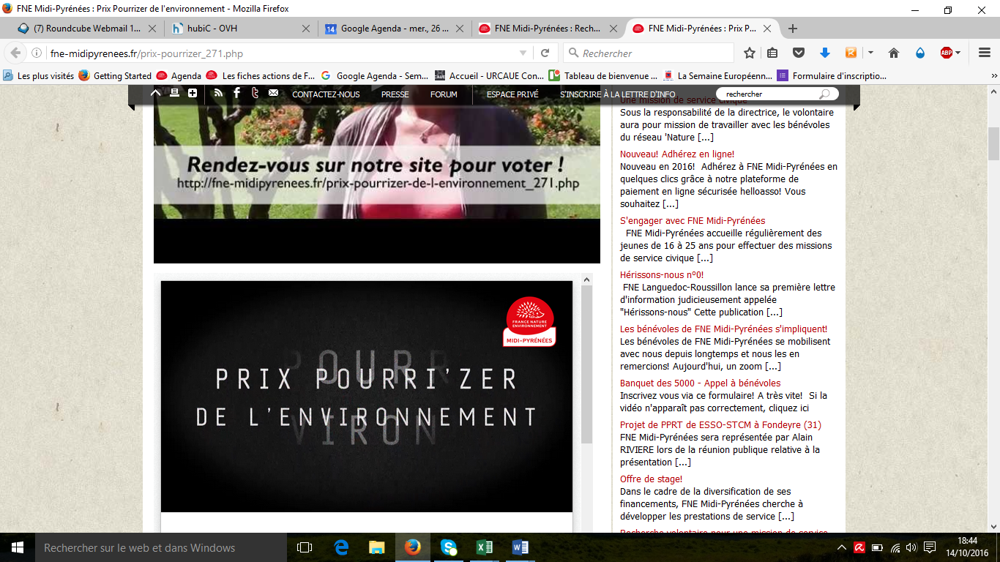 FNE Midi-Pyrénées : Prix Pourrizer de l'environnement - Mozilla Firefox
(7) Roundcube Webmail 1...
hubiC - OVH
14
Google Agenda - mer., 26 ...
FNE Midi-Pyrénées : Rech...
FNE Midi-Pyrénées : Prix P...
fne-midipyrenees.fr/prix-pourrizer_271.php
Rechercher
ABP
Les plus visités
Getting Started
Agenda
Les fiches actions de F...
Google Agenda - Sem...
Accueil - URCAUE Con...
Tableau de bienvenue ...
La Semaine Européenn...
Formulaire d'inscriptio...
CONTACTEZ-NOUS
PRESSE
FORUM
ESPACE PRIVÉ
S'INSCRIRE À LA LETTRE D'INFO
rechercher
Rendez-vous sur notre site pour voter !
http://fne-midipyrenees.fr/prix-pourrizer-de-l-environnement_271.php
FRANCE NATURE
ENVIRONNEMENT
MIDI-PYRÉNÉES
POURR
PRIX POURRI'ZER
DE L'ENVIRONNEMENT
VIRON
une mission de service civique
Sous la responsabilité de la directrice, le volontaire
aura pour mission de travailler avec les bénévoles
du réseau 'Nature [...]
Nouveau! Adhérez en ligne!
Nouveau en 2016!  Adhérez à FNE Midi-Pyrénées en
quelques clics grâce à notre plateforme de
paiement en ligne sécurisée helloasso! Vous
souhaitez [...]
S'engager avec FNE Midi-Pyrénées
FNE Midi-Pyrénées accueille régulièrement des
jeunes de 16 à 25 ans pour effectuer des missions
de service civique [...]
Hérissons-nous n°0!
FNE Languedoc-Roussillon lance sa première lettre
d'information judicieusement appelée
"Hérissons-nous" Cette publication [...]
Les bénévoles de FNE Midi-Pyrénées s'impliquent!
Les bénévoles de FNE Midi-Pyrénées se mobilisent
avec nous depuis longtemps et nous les en
remercions! Aujourd'hui, un zoom [...]
Banquet des 5000 - Appel à bénévoles
Inscrivez vous via ce formulaire! A très vite!  Si la
vidéo n'apparaît pas correctement, cliquez ici
Projet de PPRT de ESSO-STCM à Fondeyre (31)
FNE Midi-Pyrénées sera représentée par Alain
RIVIERE lors de la réunion publique relative à la
présentation [...]
Offre de stage!
Dans le cadre de la diversification de ses
financements, FNE Midi-Pyrénées cherche à
développer les prestations de service [...]
Recherche volontaire pour une mission de service
Rechercher sur le web et dans Windows
18:44
14/10/2016